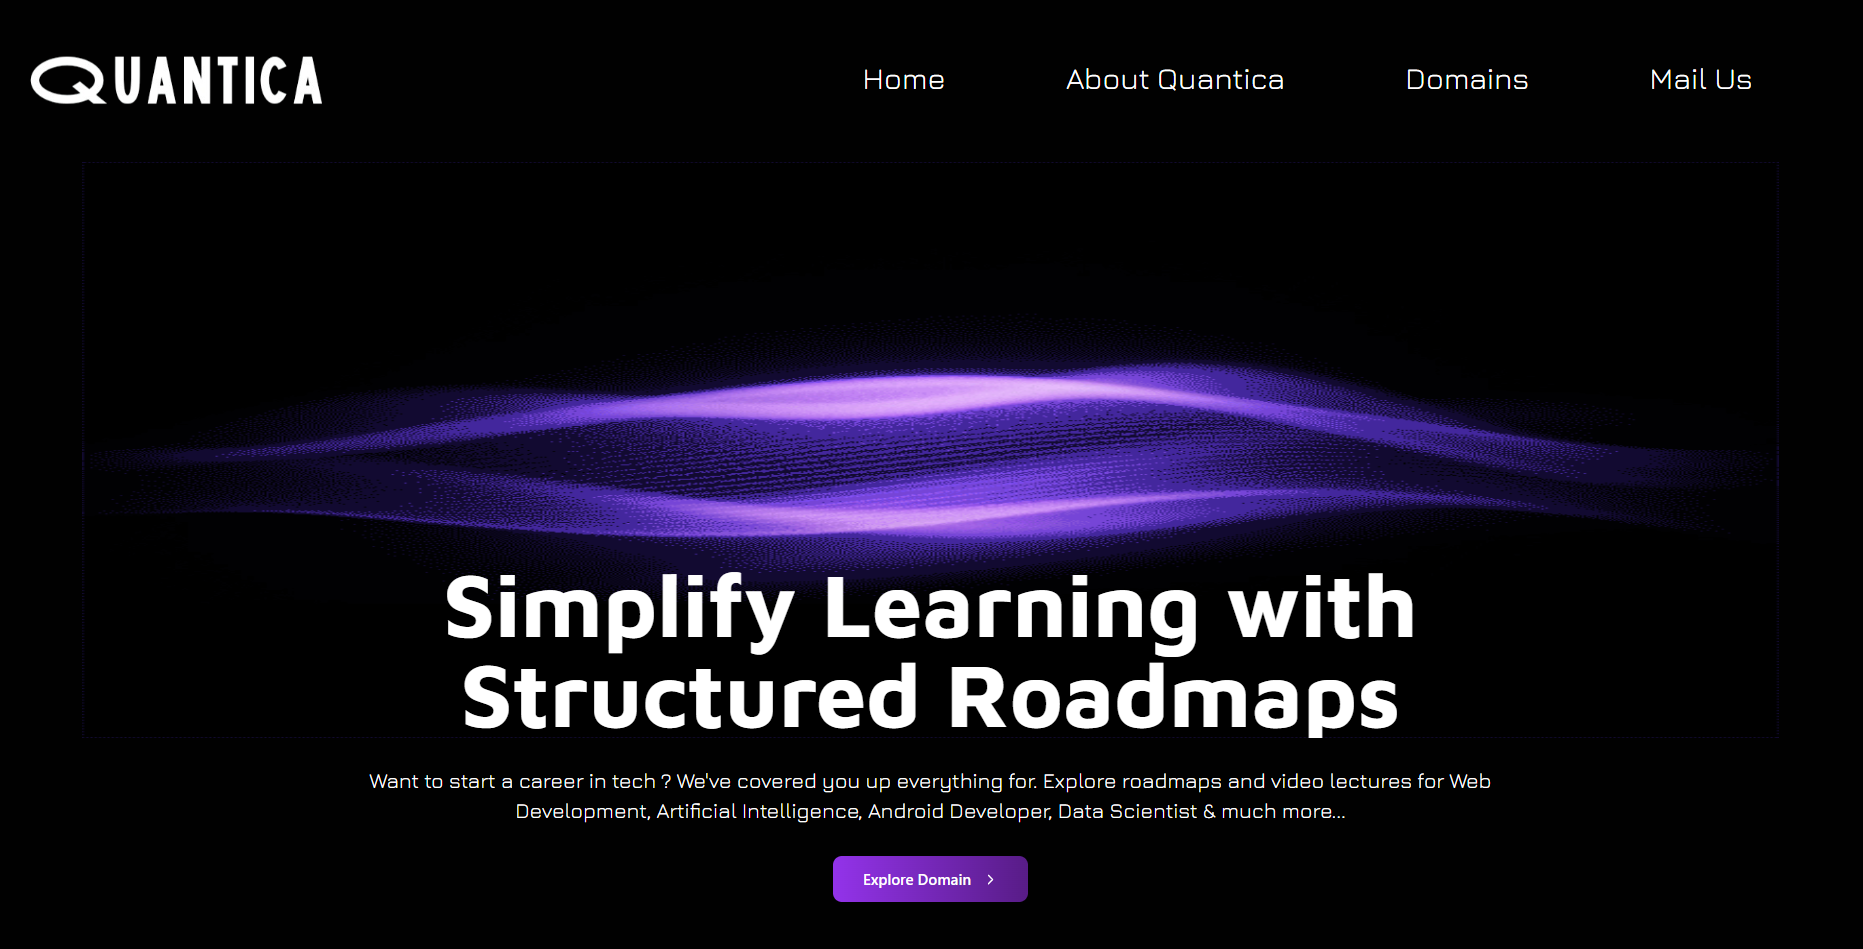 QUANTICA
Home
About Quantica
Domains
Mail Us
Simplify Learning with
Structured Roadmaps
Want to start a career in tech ? We've covered you up everything for. Explore roadmaps and video lectures for Web
Development, Artificial Intelligence, Android Developer, Data Scientist & much more...
Explore Domain